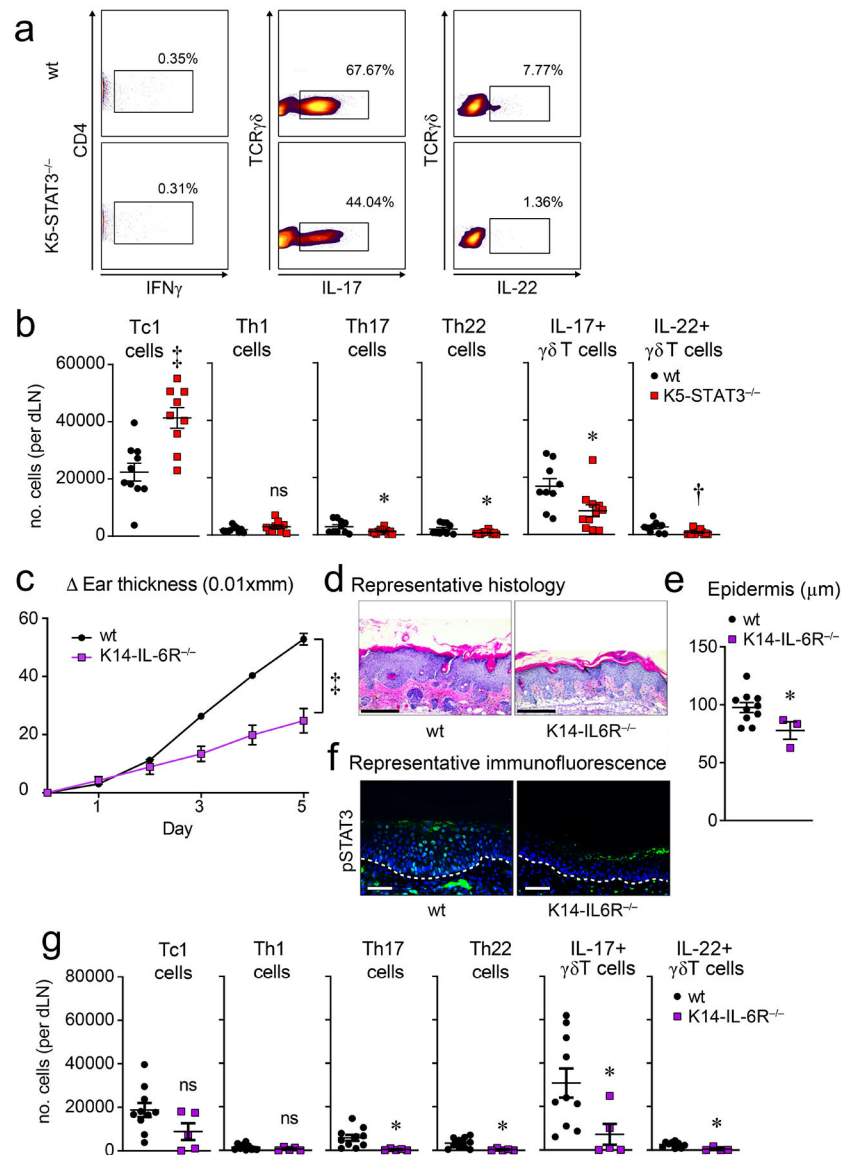 a
wt
K5-STAT3–/–
CD4
0.35%
0.31%
IFNγ
TCRγδ
67.67%
44.04%
IL-17
TCRγδ
7.77%
1.36%
IL-22
b
no. cells (per dLN)
60000
40000
20000
0
Tc1
cells
‡
Th1
cells
ns
Th17
cells
*
Th22
cells
*
IL-17+
γδ T cells
*
IL-22+
γδ T cells
wt
K5-STAT3–/–
†
c
Δ Ear thickness (0.01xmm)
60
40
20
0
wt
K14-IL-6R–/–
‡
1
3
5
Day
d Representative histology
wt
K14-IL6R–/–
e
Epidermis (μm)
wt
K14-IL-6R–/–
150
100
50
0
*
f Representative immunofluorescence
pSTAT3
wt
K14-IL6R–/–
g
no. cells (per dLN)
80000
60000
40000
20000
0
Tc1
cells
ns
Th1
cells
ns
Th17
cells
*
Th22
cells
*
IL-17+
γδT cells
*
IL-22+
γδT cells
wt
K14-IL-6R–/–
*